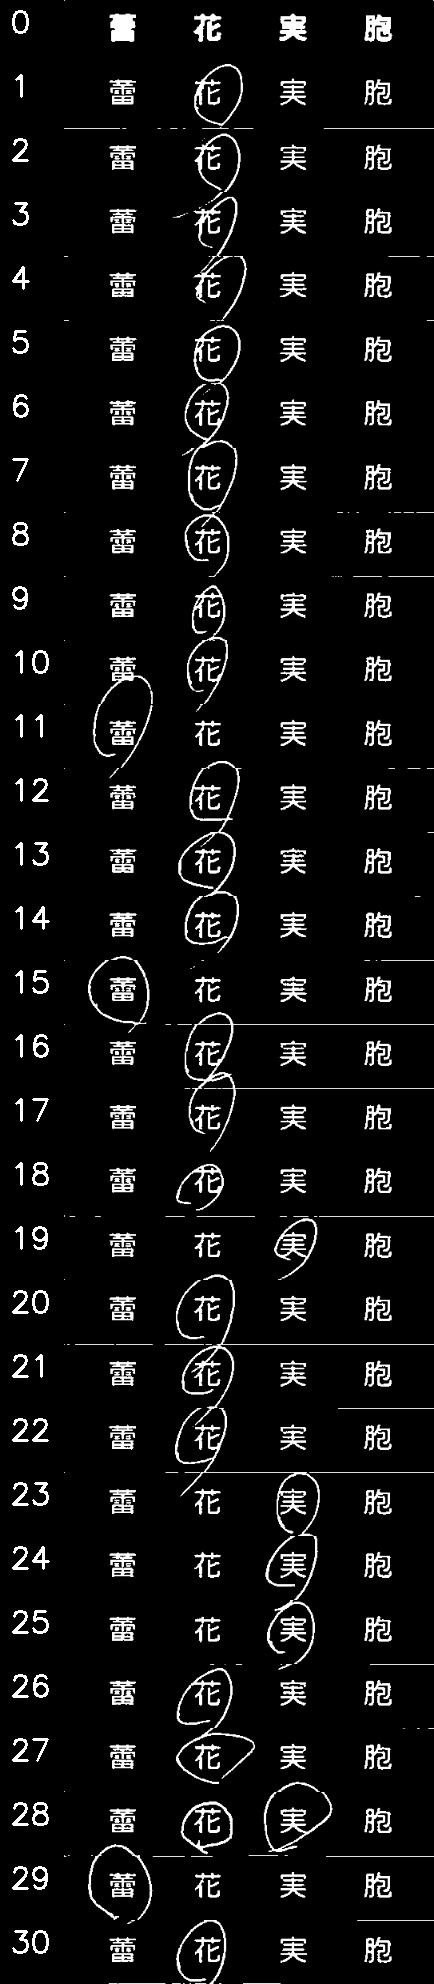 0 蕾 花 実 胞
1 蕾 花 実 胞
2 蕾 花 実 胞
3 蕾 花 実 胞
4 蕾 花 実 胞
5 蕾 花 実 胞
6 蕾 花 実 胞
7 蕾 花 実 胞
8 蕾 花 実 胞
9 蕾 花 実 胞
10 蕾 花 実 胞
11 蕾 花 実 胞
12 蕾 花 実 胞
13 蕾 花 実 胞
14 蕾 花 実 胞
15 蕾 花 実 胞
16 蕾 花 実 胞
17 蕾 花 実 胞
18 蕾 花 実 胞
19 蕾 花 実 胞
20 蕾 花 実 胞
21 蕾 花 実 胞
22 蕾 花 実 胞
23 蕾 花 実 胞
24 蕾 花 実 胞
25 蕾 花 実 胞
26 蕾 花 実 胞
27 蕾 花 実 胞
28 蕾 花 実 胞
29 蕾 花 実 胞
30 蕾 花 実 胞